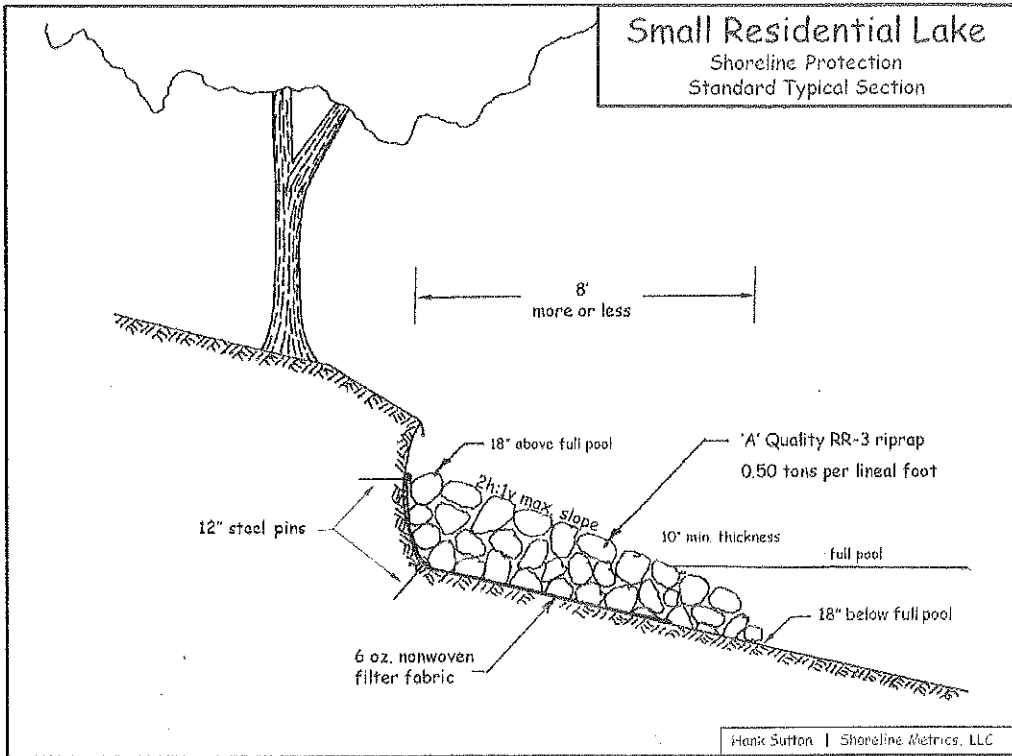 Small Residential Lake
Shoreline Protection
Standard Typical Section
8'
more or less
18" above full pool
'A' Quality RR-3 riprap
0.50 tons per lineal foot
2h:1v max. slope
12" steel pins
10" min. thickness
full pool
18" below full pool
6 oz. nonwoven
filter fabric
Hank Sutton | Shoreline Metrics, LLC